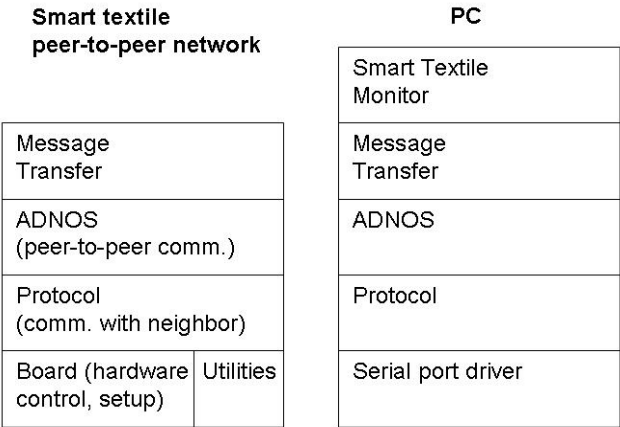 Smart textile
peer-to-peer network
Message
Transfer
ADNOS
(peer-to-peer comm.)
Protocol
(comm. with neighbor)
Board (hardware
control, setup)
Utilities
PC
Smart Textile
Monitor
Message
Transfer
ADNOS
Protocol
Serial port driver